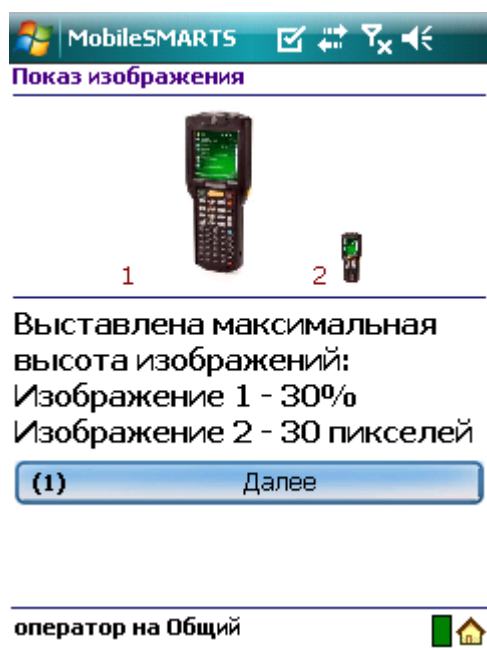 MobileSMARTS
Показ изображения
1 2
Выставлена максимальная
высота изображений:
Изображение 1 - 30%
Изображение 2 - 30 пикселей
(1) Далее
оператор на Общий